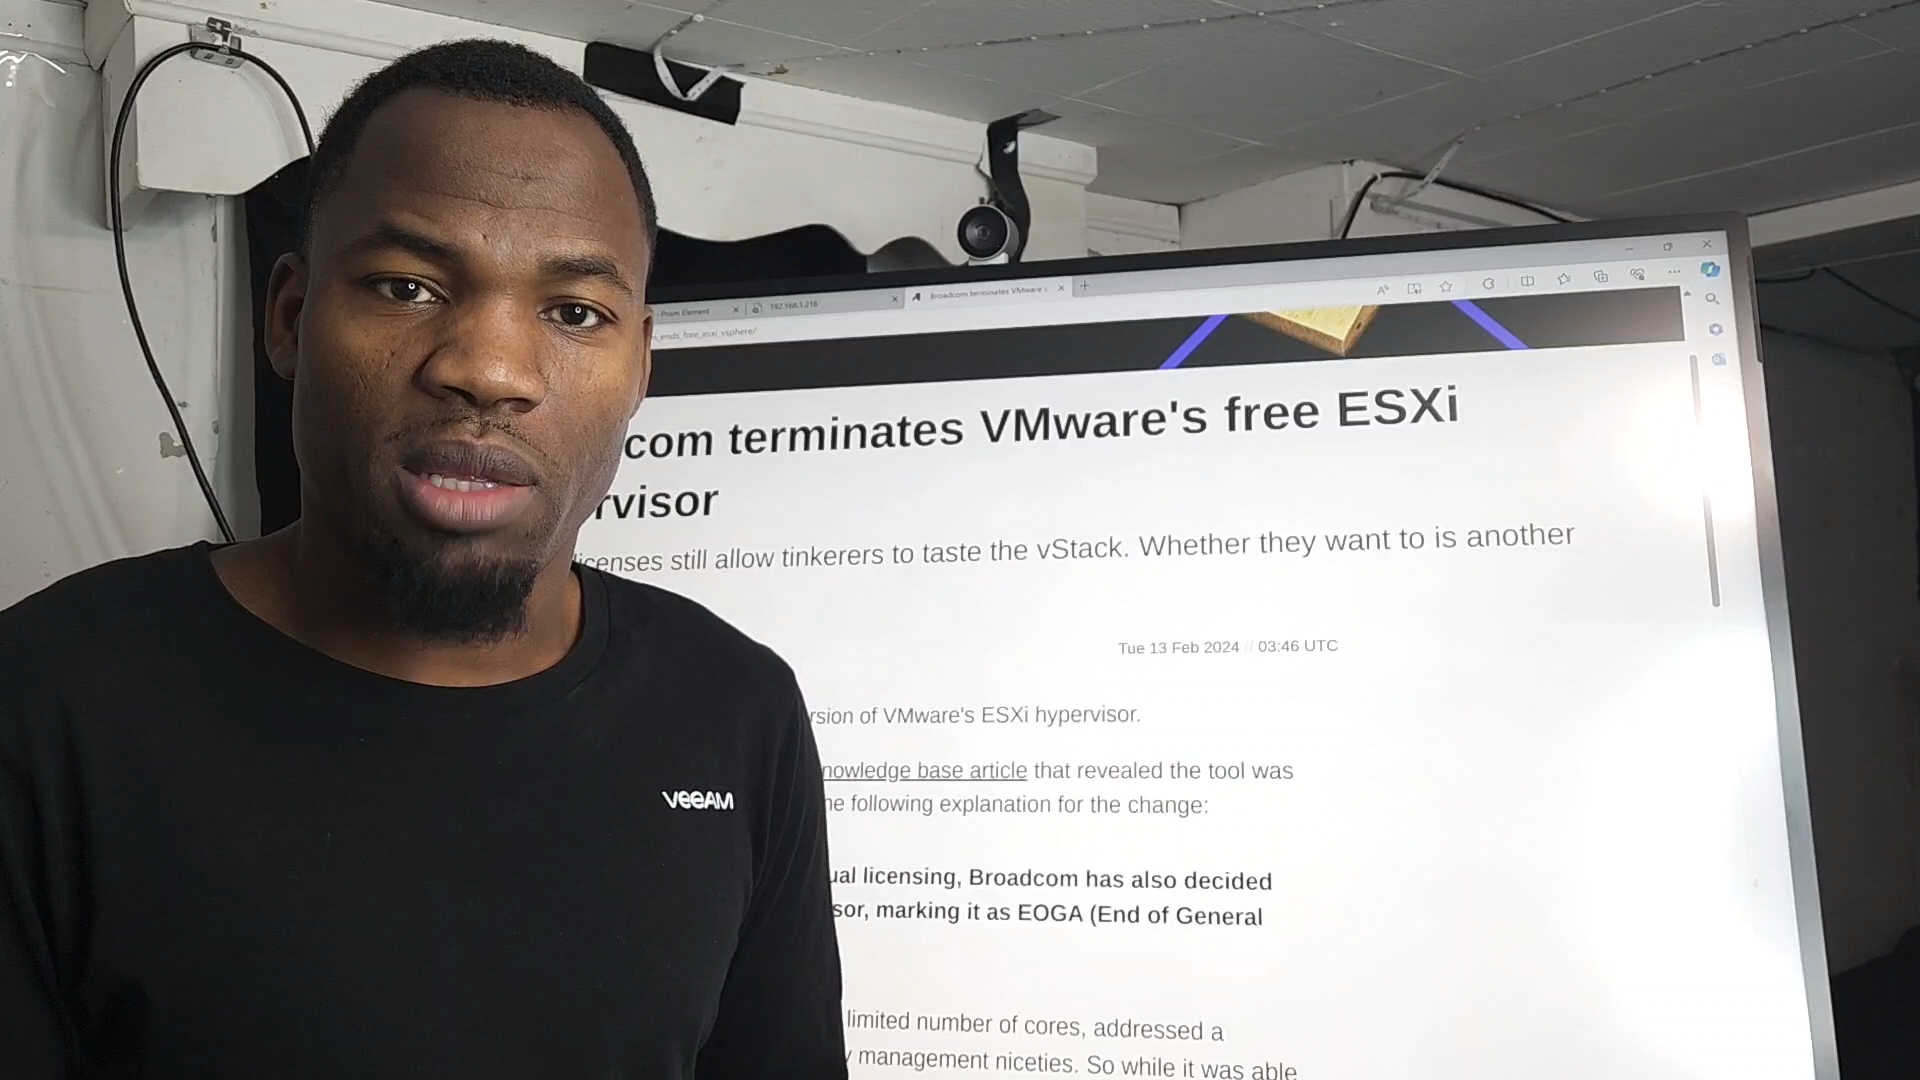 Prism Element
192.168.1.218
Broadcom terminates VMware's
_ends_free_esxi_vsphere/
com terminates VMware's free ESXi
rvisor
icenses still allow tinkerers to taste the vStack. Whether they want to is another
Tue 13 Feb 2024 // 03:46 UTC
rsion of VMware's ESXi hypervisor.
nowledge base article that revealed the tool was
he following explanation for the change:
ual licensing, Broadcom has also decided
sor, marking it as EOGA (End of General
limited number of cores, addressed a
y management niceties. So while it was able
veeAM